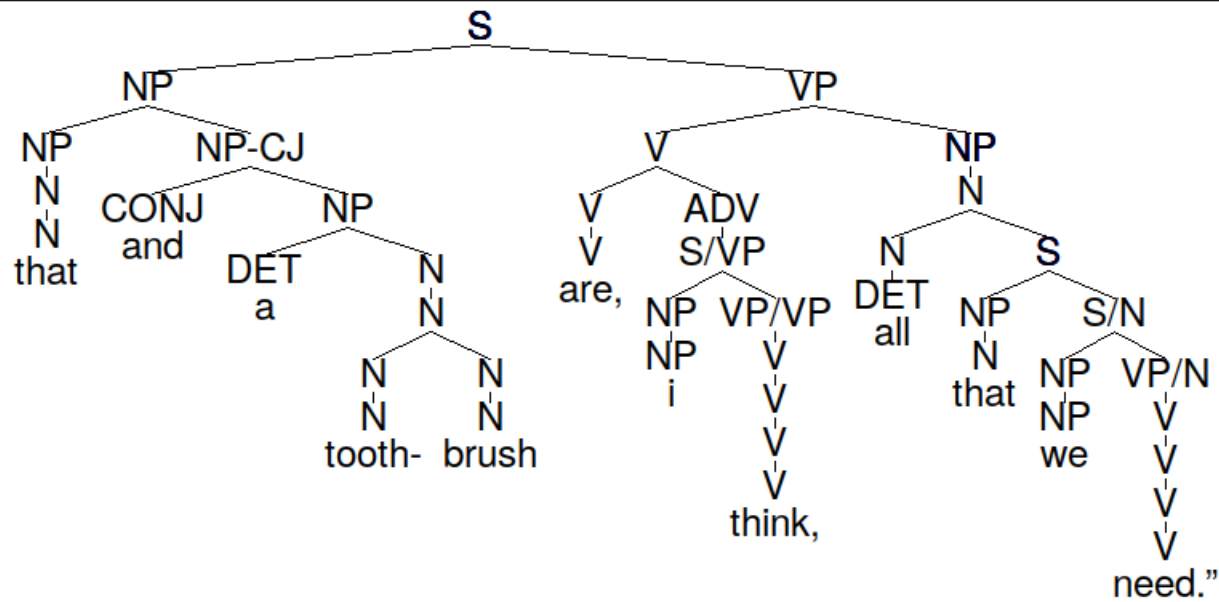 S
NP VP
NP NP-CJ V NP
N CONJ NP V ADV N
N and DET N V S/VP N S
that a N are, NP VP/VP DET NP S/N
N N NP V all N NP VP/N
N N i V that NP V
tooth- brush V we V
V V
think, V
need.”